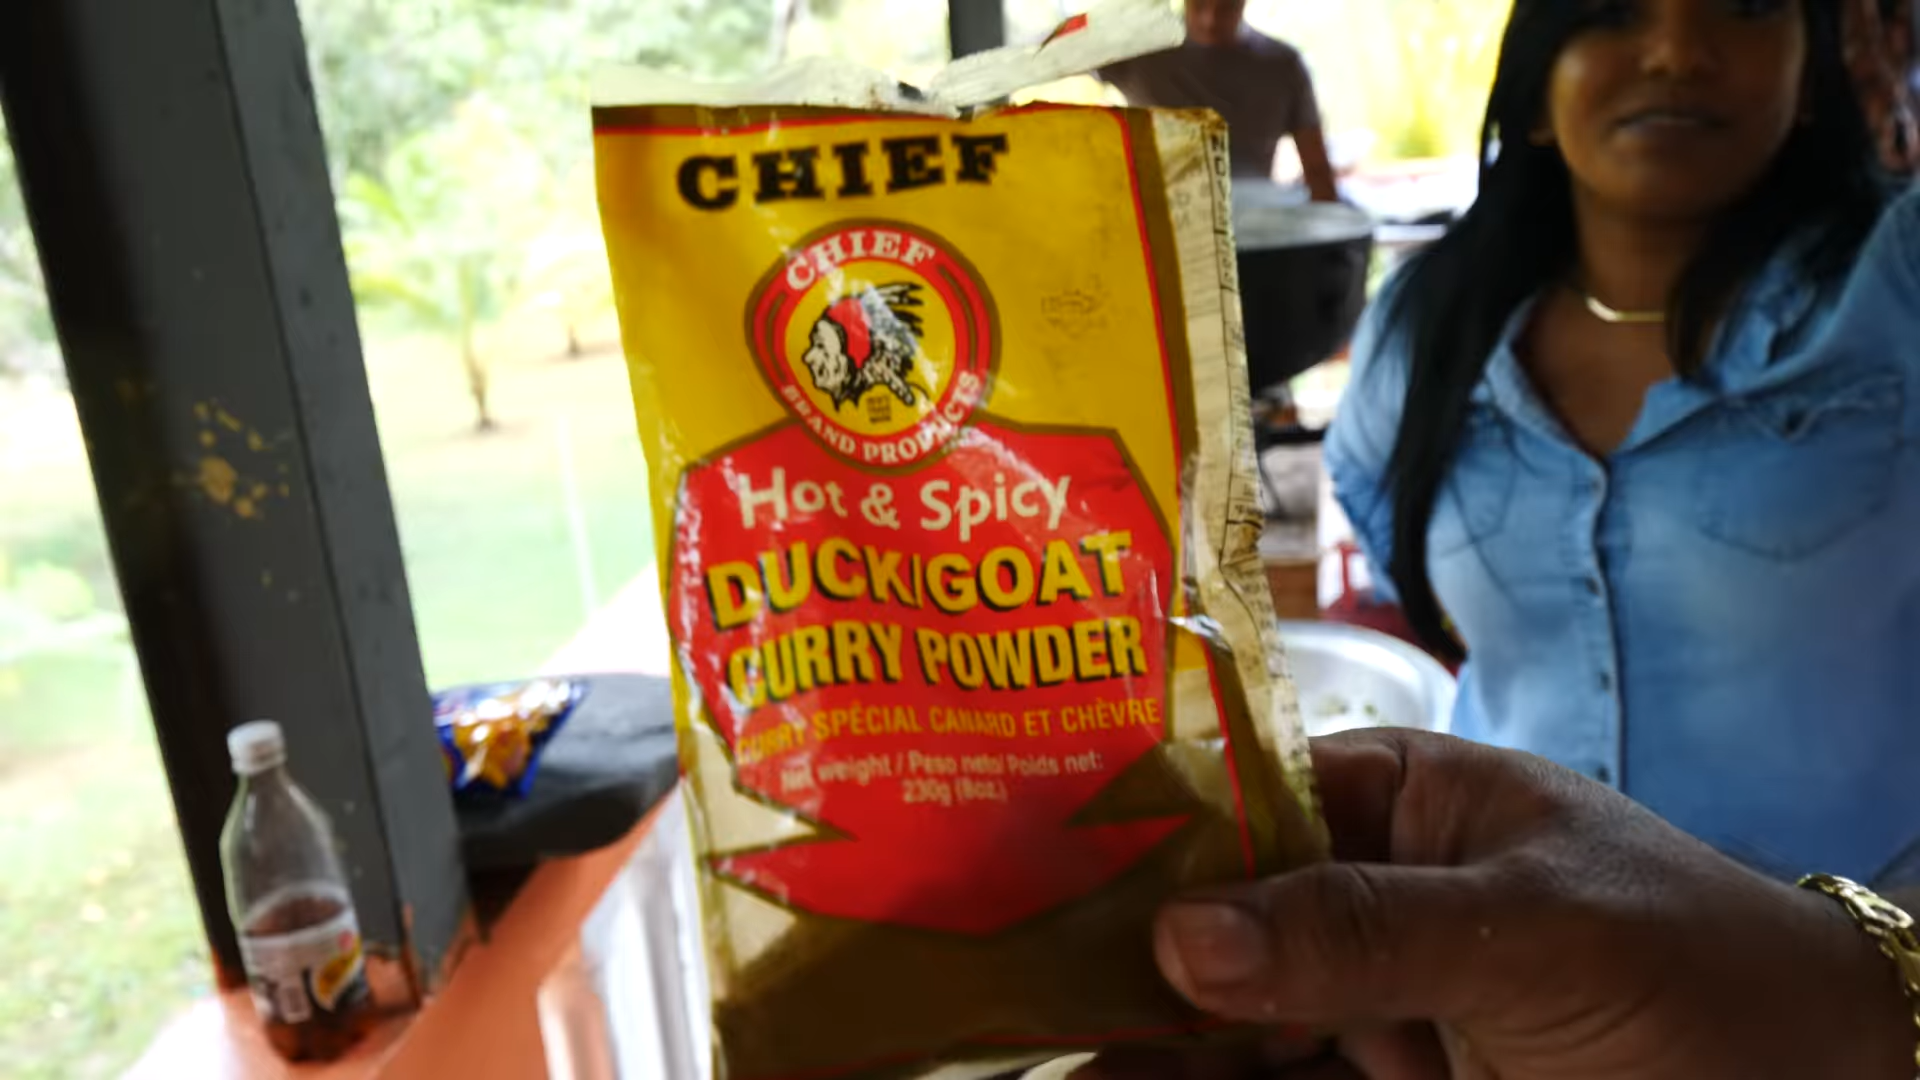 CHIEF
CHIEF
BRAND PRODUCTS
Hot & Spicy
DUCK/GOAT
CURRY POWDER
CURRY SPÉCIAL CANARD ET CHÈVRE
Net weight / Peso neto/ Poids net:
230g (8oz.)